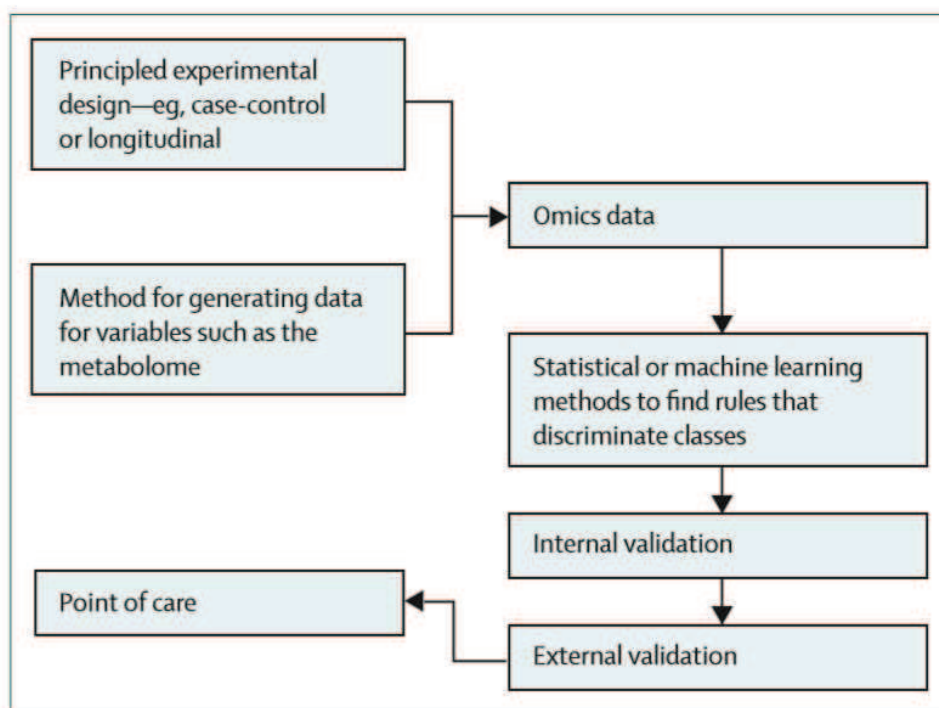 Principled experimental
design—eg, case-control
or longitudinal
Method for generating data
for variables such as the
metabolome
Omics data
Statistical or machine learning
methods to find rules that
discriminate classes
Internal validation
External validation
Point of care